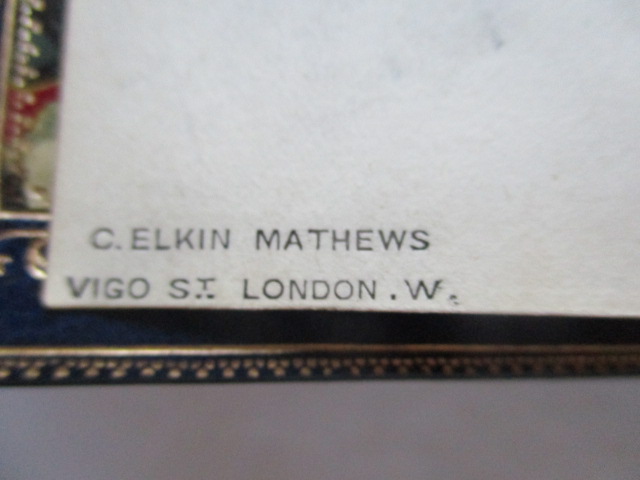 C. ELKIN MATHEWS
VIGO ST. LONDON. W.